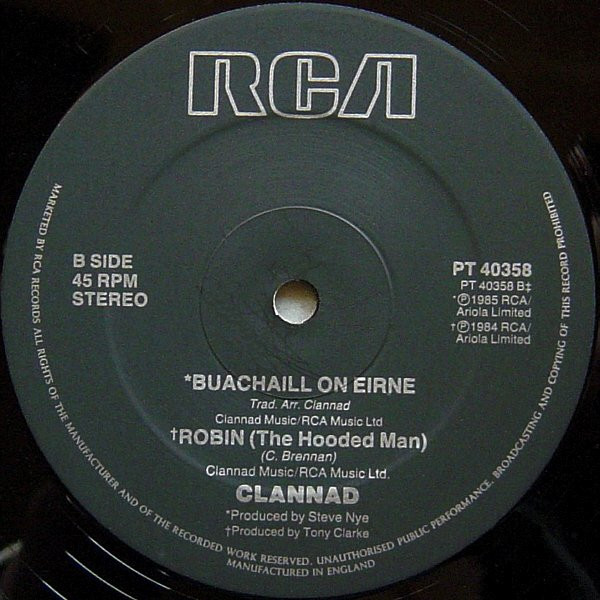 RCA
B SIDE
45 RPM
STEREO
PT 40358
PT 40358 B‡
*℗1985 RCA/
Ariola Limited
†℗1984 RCA/
Ariola Limited
*BUACHAILL ON EIRNE
Trad. Arr. Clannad
Clannad Music/RCA Music Ltd
†ROBIN (The Hooded Man)
(C. Brennan)
Clannad Music/RCA Music Ltd.
CLANNAD
*Produced by Steve Nye
†Produced by Tony Clarke
MARKETED BY RCA RECORDS ALL RIGHTS OF THE MANUFACTURER AND OF THE RECORDED WORK RESERVED. UNAUTHORISED PUBLIC PERFORMANCE, BROADCASTING AND COPYING OF THIS RECORD PROHIBITED
MANUFACTURED IN ENGLAND